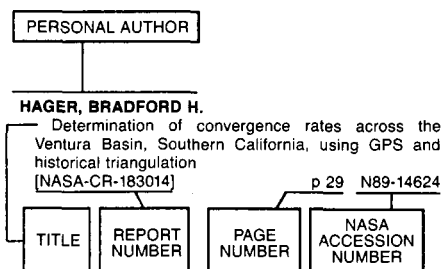 PERSONAL AUTHOR
HAGER, BRADFORD H.
Determination of convergence rates across the
Ventura Basin, Southern California, using GPS and
historical triangulation
[NASA-CR-183014] p 29 N89-14624
TITLE
REPORT
NUMBER
PAGE
NUMBER
NASA
ACCESSION
NUMBER